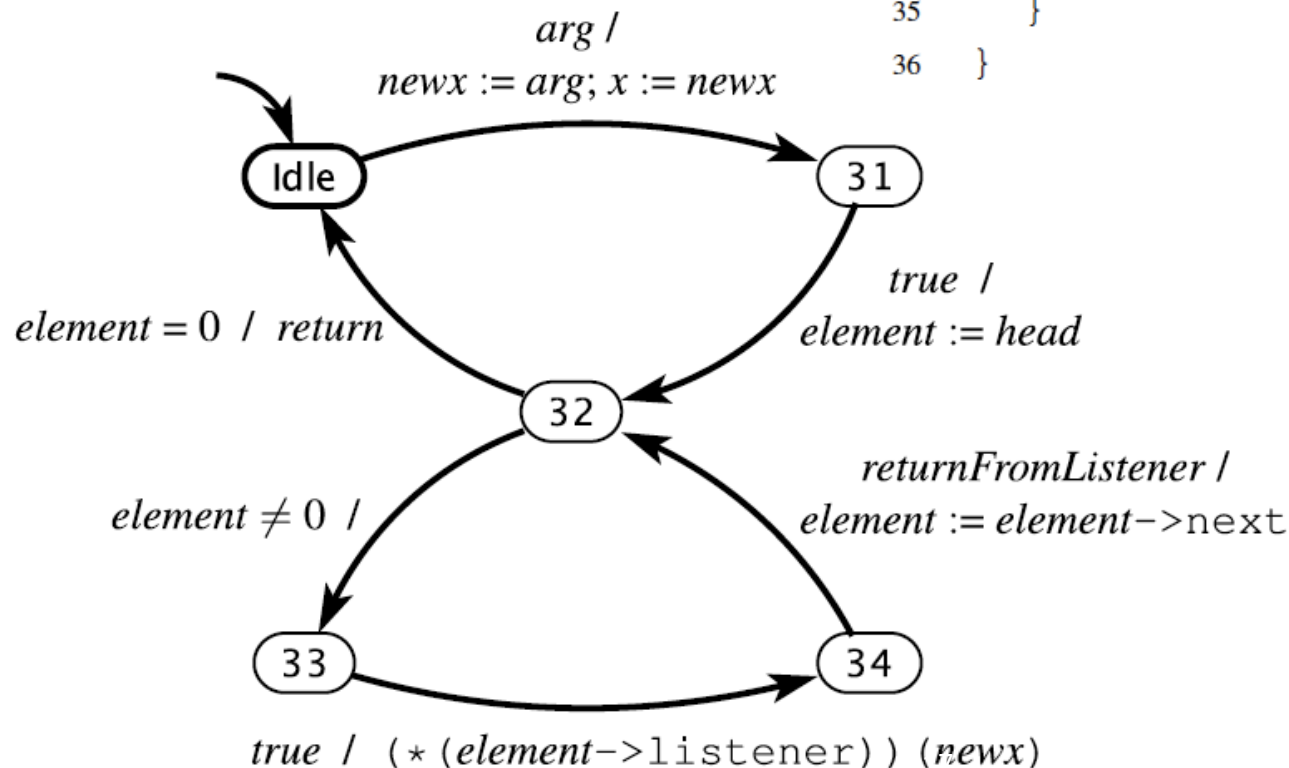 35 }
36 }
arg /
newx := arg; x := newx
Idle
31
true /
element := head
element = 0 / return
32
returnFromListener /
element := element->next
element ≠ 0 /
33
34
true / (*(element->listener))(newx)